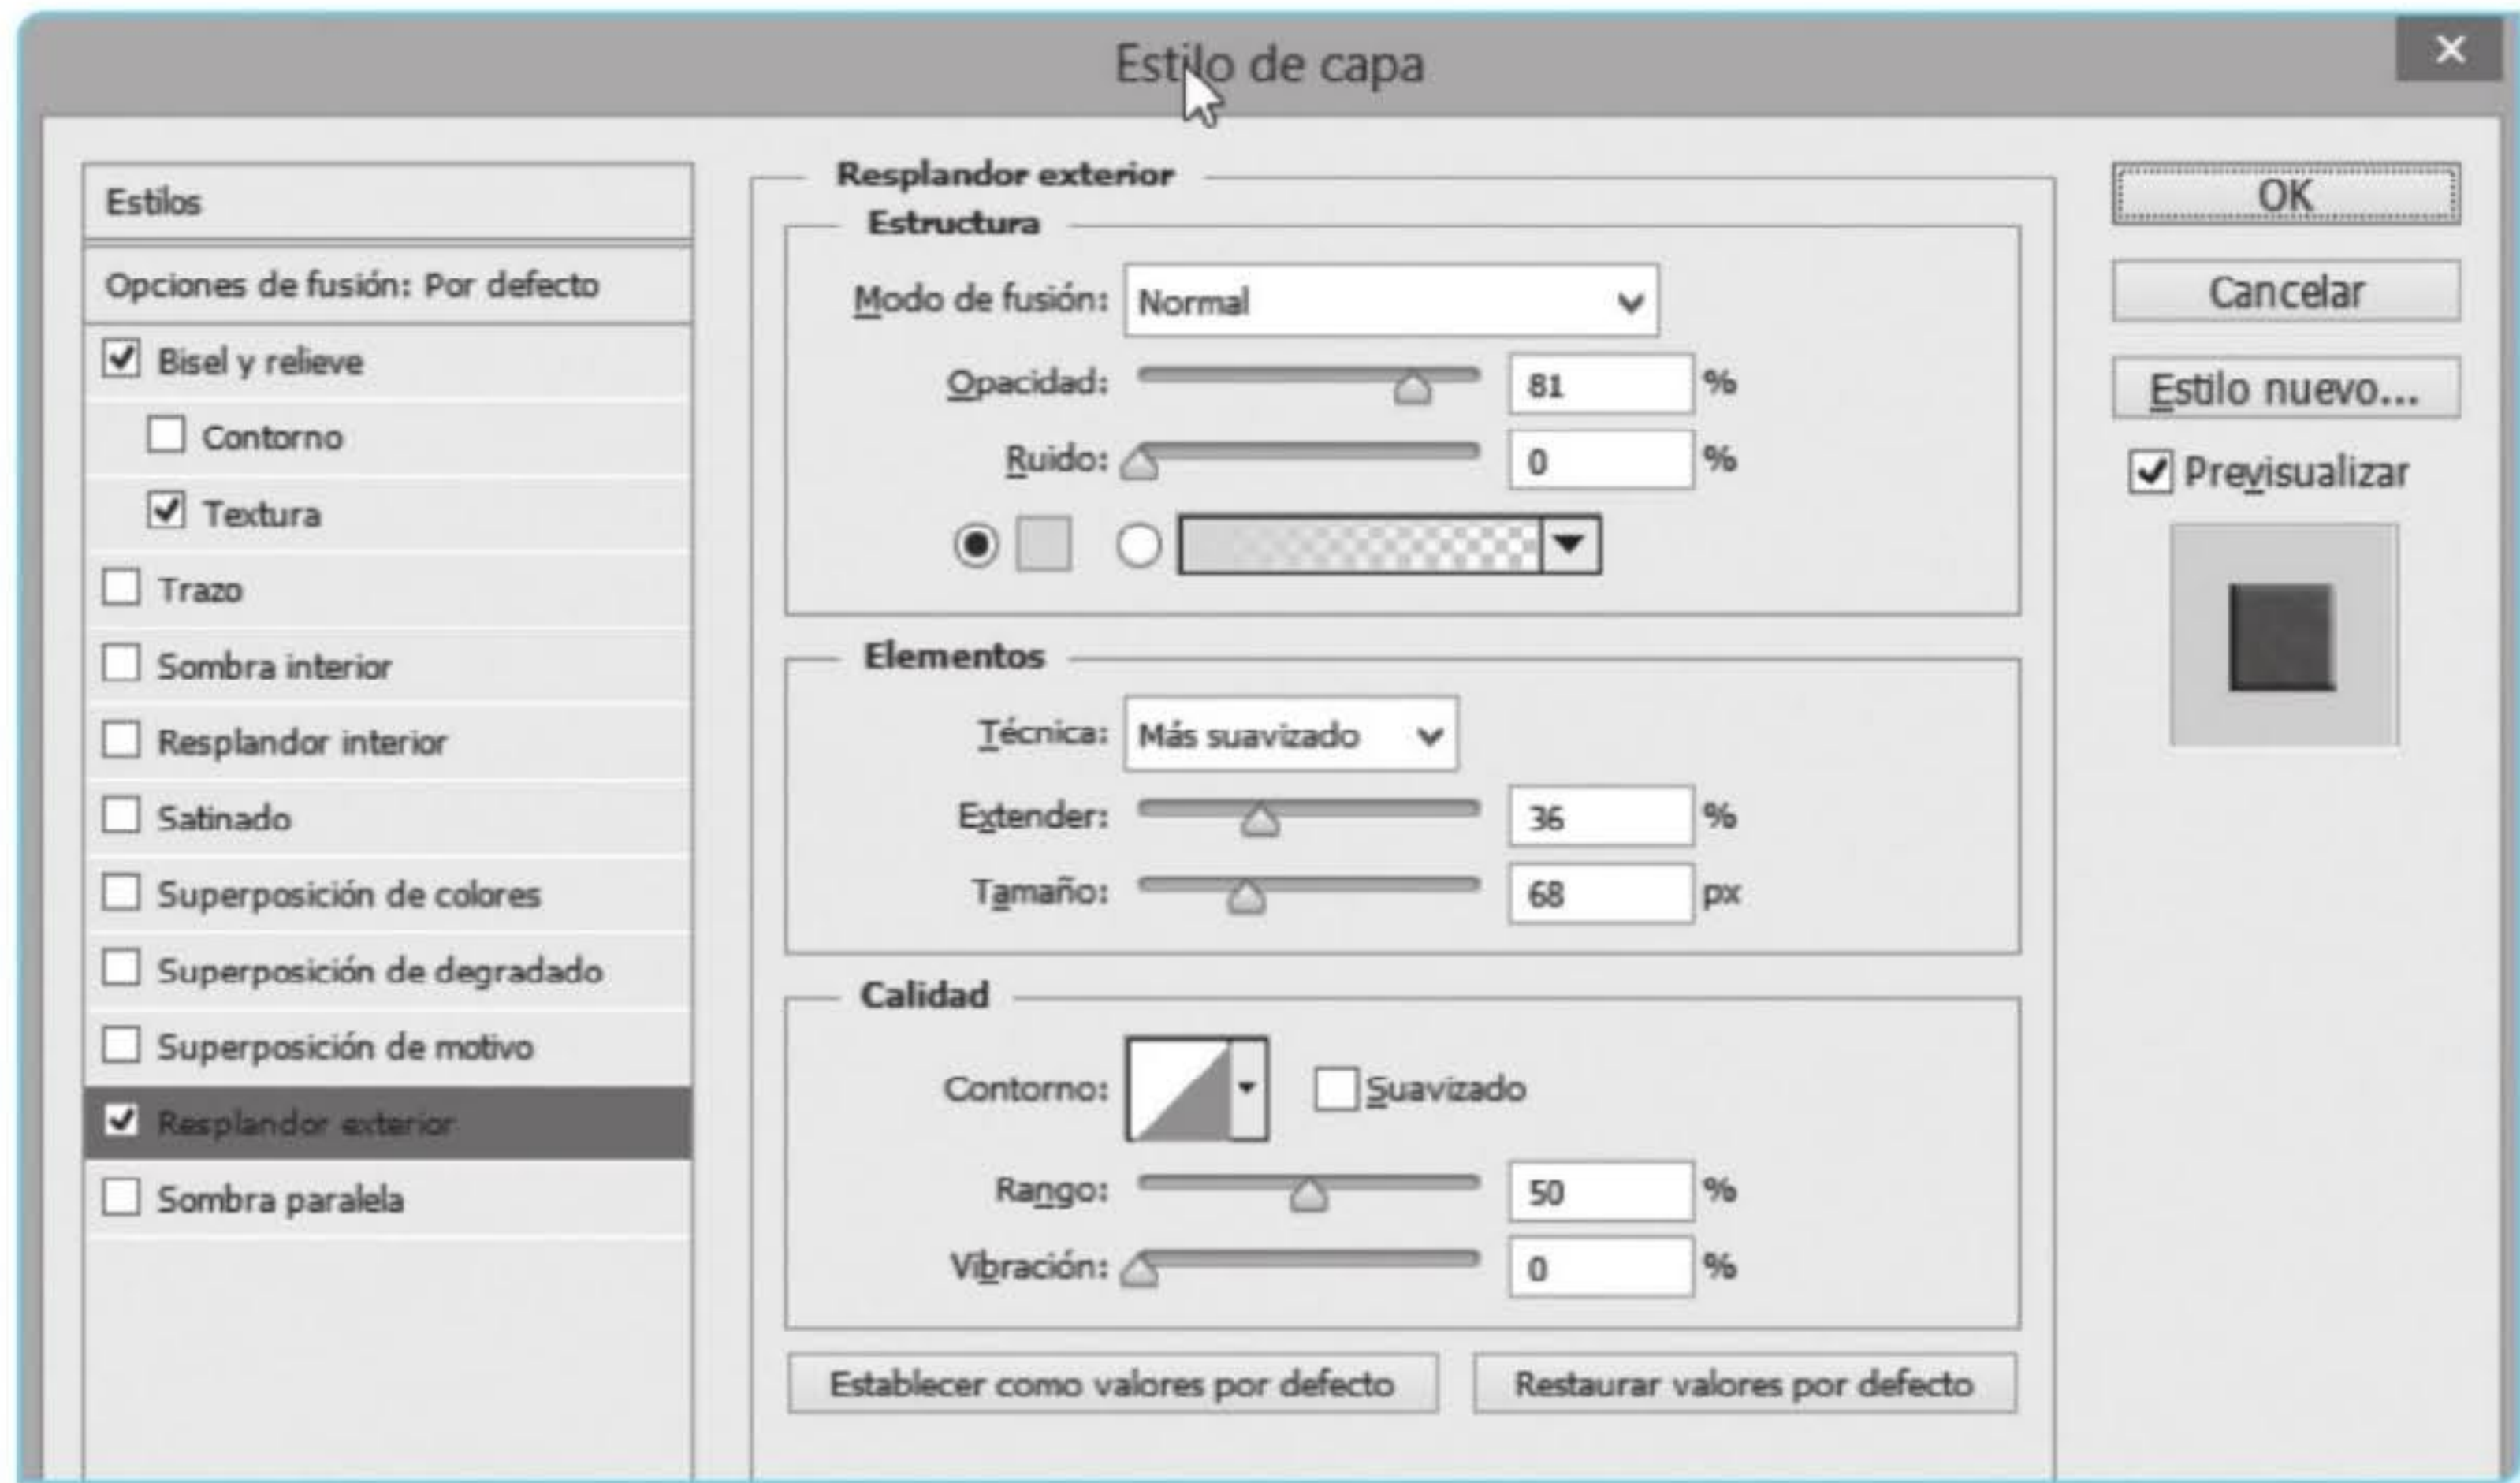 Estilo de capa
Estilos
Opciones de fusión: Por defecto
Bisel y relieve
Contorno
Textura
Trazo
Sombra interior
Resplandor interior
Satinado
Superposición de colores
Superposición de degradado
Superposición de motivo
Resplandor exterior
Sombra paralela
Resplandor exterior
Estructura
Modo de fusión: Normal
Opacidad: 81 %
Ruido: 0 %
Elementos
Técnica: Más suavizado
Extender: 36 %
Tamaño: 68 px
Calidad
Contorno: Suavizado
Rango: 50 %
Vibración: 0 %
Establecer como valores por defecto Restaurar valores por defecto
OK
Cancelar
Estilo nuevo...
Previsualizar